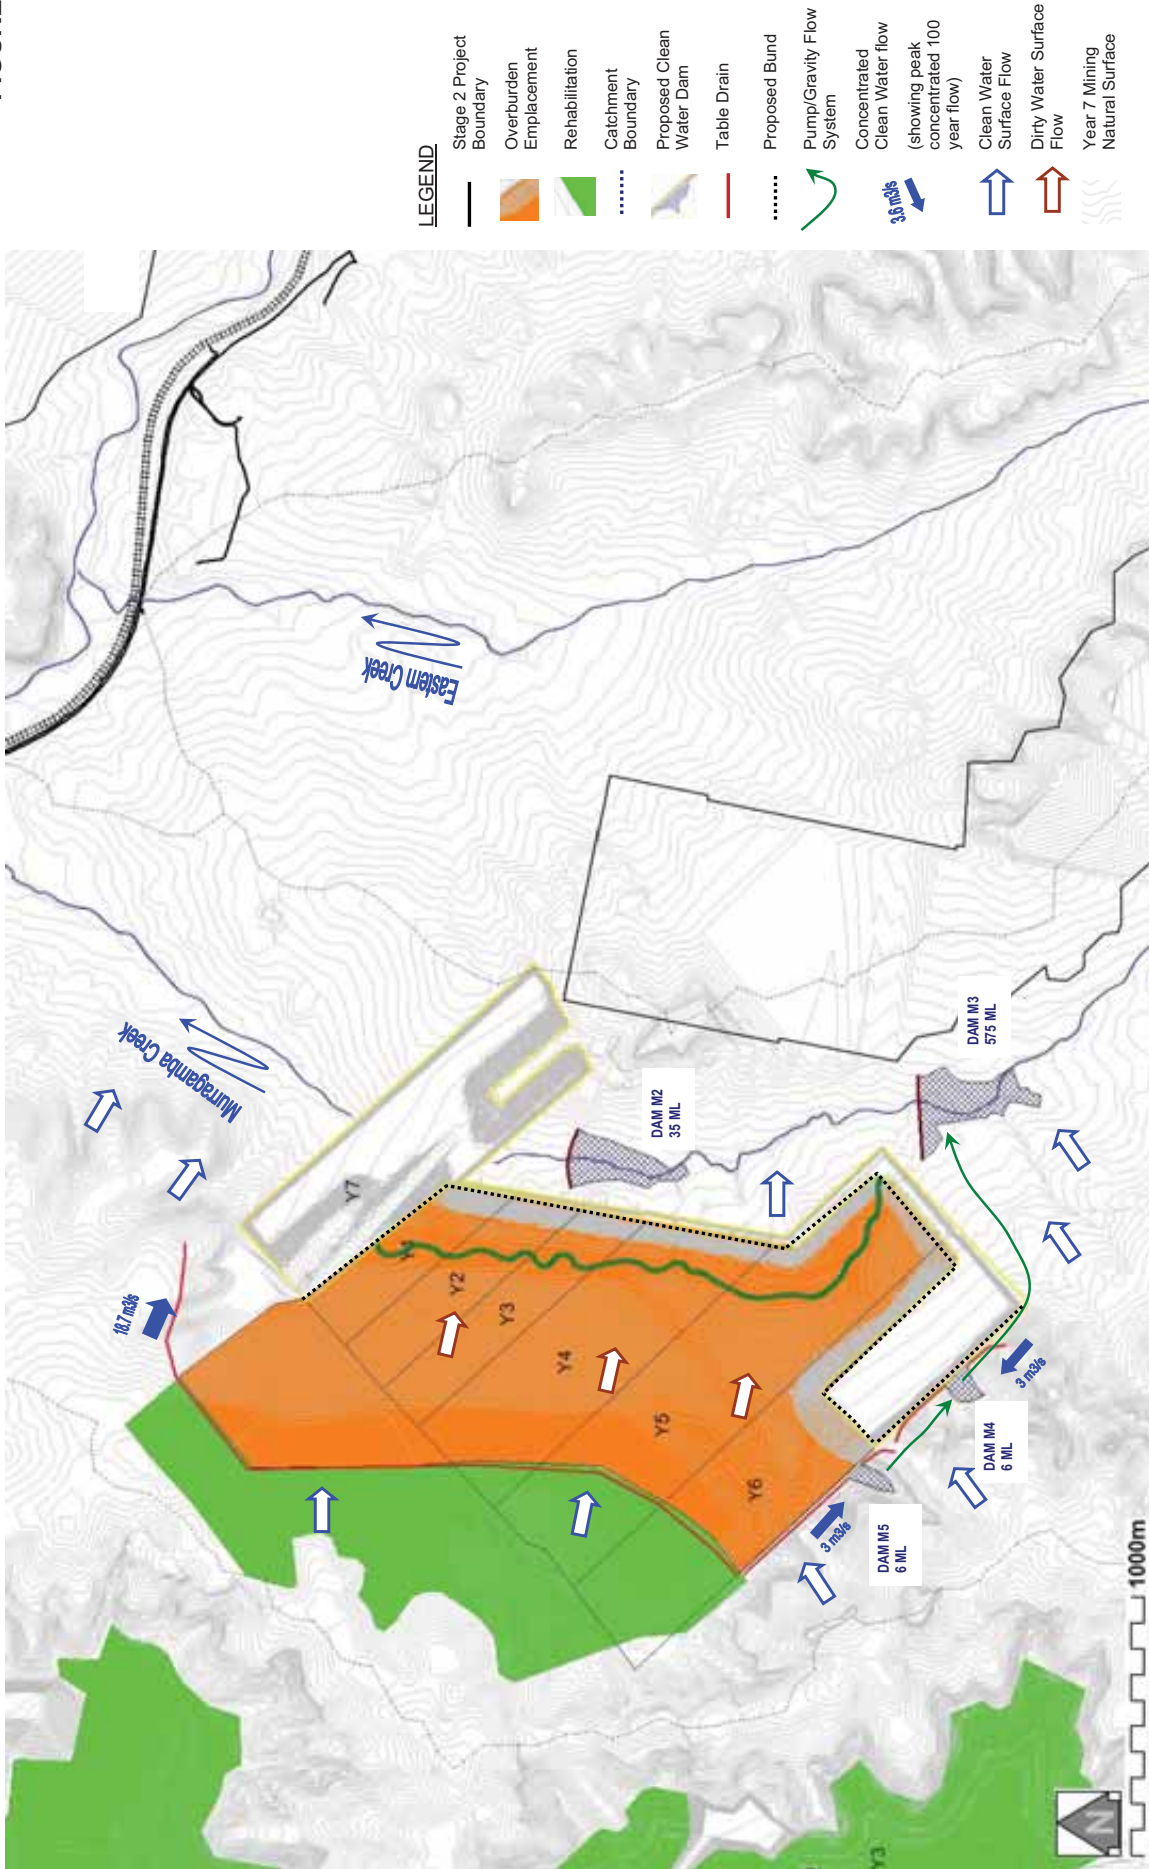 LEGEND
Stage 2 Project
Boundary
Overburden
Emplacement
Rehabilitation
Catchment
Boundary
Proposed Clean
Water Dam
Table Drain
Proposed Bund
Pump/Gravity Flow
System
3.6 m3/s
Concentrated
Clean Water flow
(showing peak
concentrated 100
year flow)
Clean Water
Surface Flow
Dirty Water Surface
Flow
Year 7 Mining
Natural Surface
Eastern Creek
Murragamba Creek
18.7 m3/s
Y7
Y2
Y3
Y4
Y5
Y6
DAM M2
35 ML
DAM M3
575 ML
3 m3/s
DAM M4
6 ML
3 m3/s
DAM M5
6 ML
Y3
N
1000m